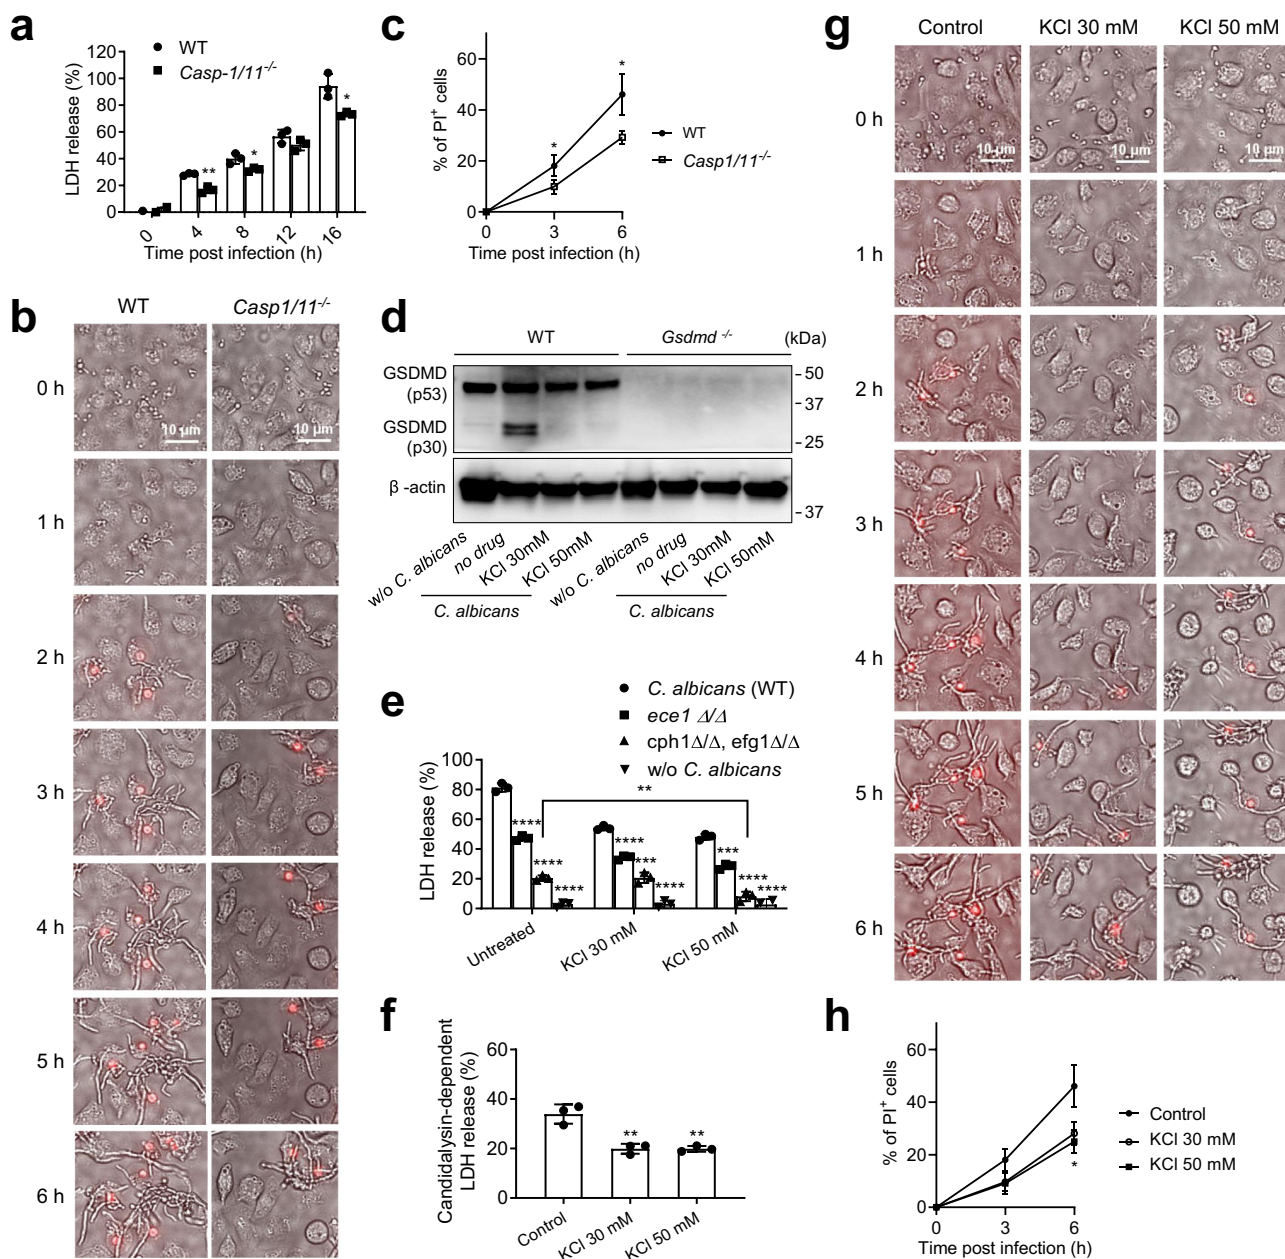 a
WT
Casp-1/11-/-
LDH release (%)
120
100
80
60
40
20
0
0
4
8
12
16
**
*
*
Time post infection (h)
c
% of PI+ cells
60
40
20
0
0
3
6
*
*
WT
Casp1/11-/-
Time post infection (h)
b
WT
Casp1/11-/-
0 h
10 µm
10 µm
1 h
2 h
3 h
4 h
5 h
6 h
d
WT
Gsdmd -/-
(kDa)
GSDMD
(p53)
GSDMD
(p30)
β -actin
50
37
25
37
w/o C. albicans
no drug
KCl 30mM
KCl 50mM
w/o C. albicans
no drug
KCl 30mM
KCl 50mM
C. albicans
C. albicans
e
C. albicans (WT)
ece1 Δ/Δ
cph1Δ/Δ, efg1Δ/Δ
w/o C. albicans
LDH release (%)
100
80
60
40
20
0
**
****
****
****
****
***
****
***
****
****
Untreated
KCl 30 mM
KCl 50 mM
f
Candidalysin-dependent
LDH release (%)
60
40
20
0
**
**
Control
KCl 30 mM
KCl 50 mM
g
Control
KCl 30 mM
KCl 50 mM
0 h
10 µm
10 µm
10 µm
1 h
2 h
3 h
4 h
5 h
6 h
h
% of PI+ cells
60
40
20
0
0
3
6
*
Control
KCl 30 mM
KCl 50 mM
Time post infection (h)